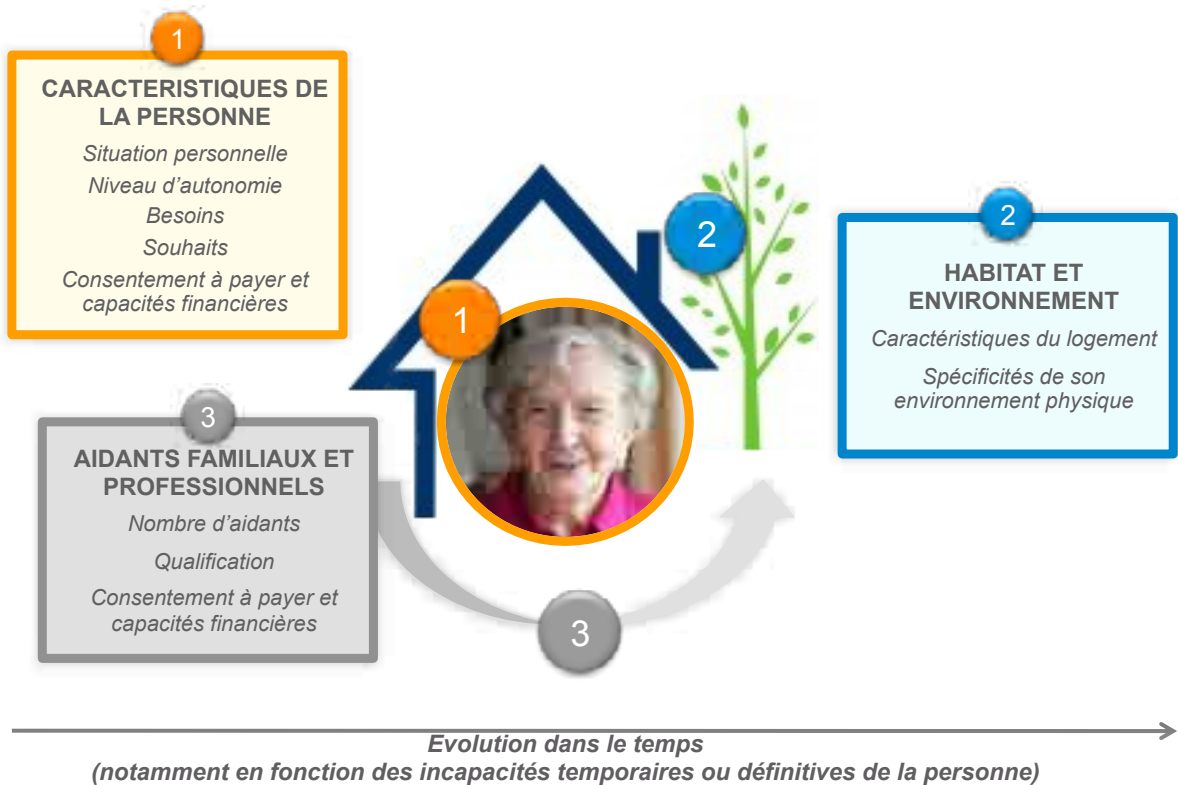 1
CARACTERISTIQUES DE
LA PERSONNE
Situation personnelle
Niveau d'autonomie
Besoins
Souhaits
Consentement à payer et
capacités financières
2
1
2
HABITAT ET
ENVIRONNEMENT
Caractéristiques du logement
Spécificités de son
environnement physique
3
AIDANTS FAMILIAUX ET
PROFESSIONNELS
Nombre d'aidants
Qualification
Consentement à payer et
capacités financières
3
Evolution dans le temps
(notamment en fonction des incapacités temporaires ou définitives de la personne)